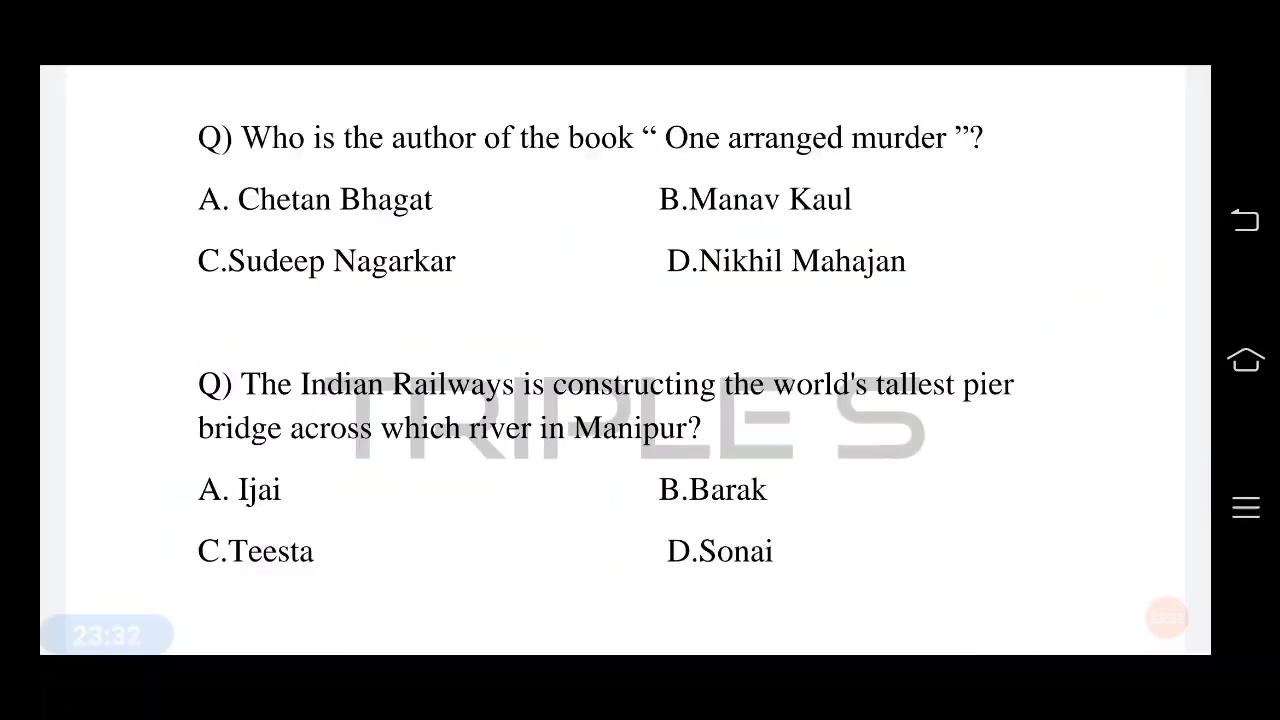 Q) Who is the author of the book “ One arranged murder ”?
A. Chetan Bhagat B.Manav Kaul
C.Sudeep Nagarkar D.Nikhil Mahajan
Q) The Indian Railways is constructing the world's tallest pier
bridge across which river in Manipur?
TRIPLE S
A. Ijai B.Barak
C.Teesta D.Sonai
23:32